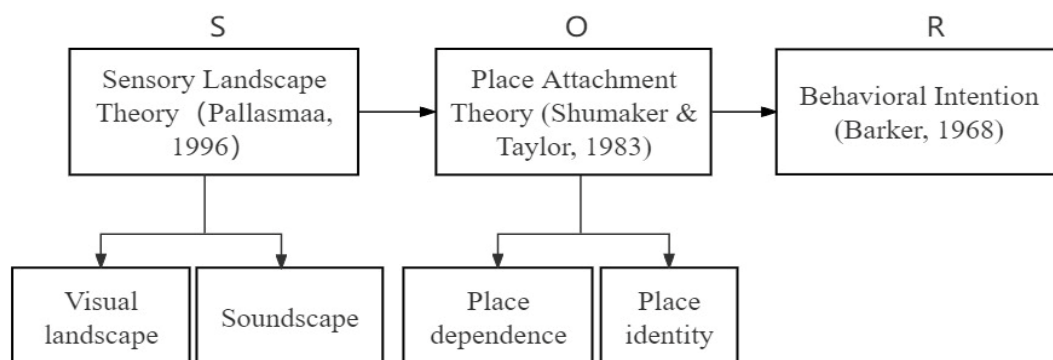 S
O
R
Sensory Landscape
Theory（Pallasmaa,
1996）
Place Attachment
Theory (Shumaker &
Taylor, 1983)
Behavioral Intention
(Barker, 1968)
Visual
landscape
Soundscape
Place
dependence
Place
identity